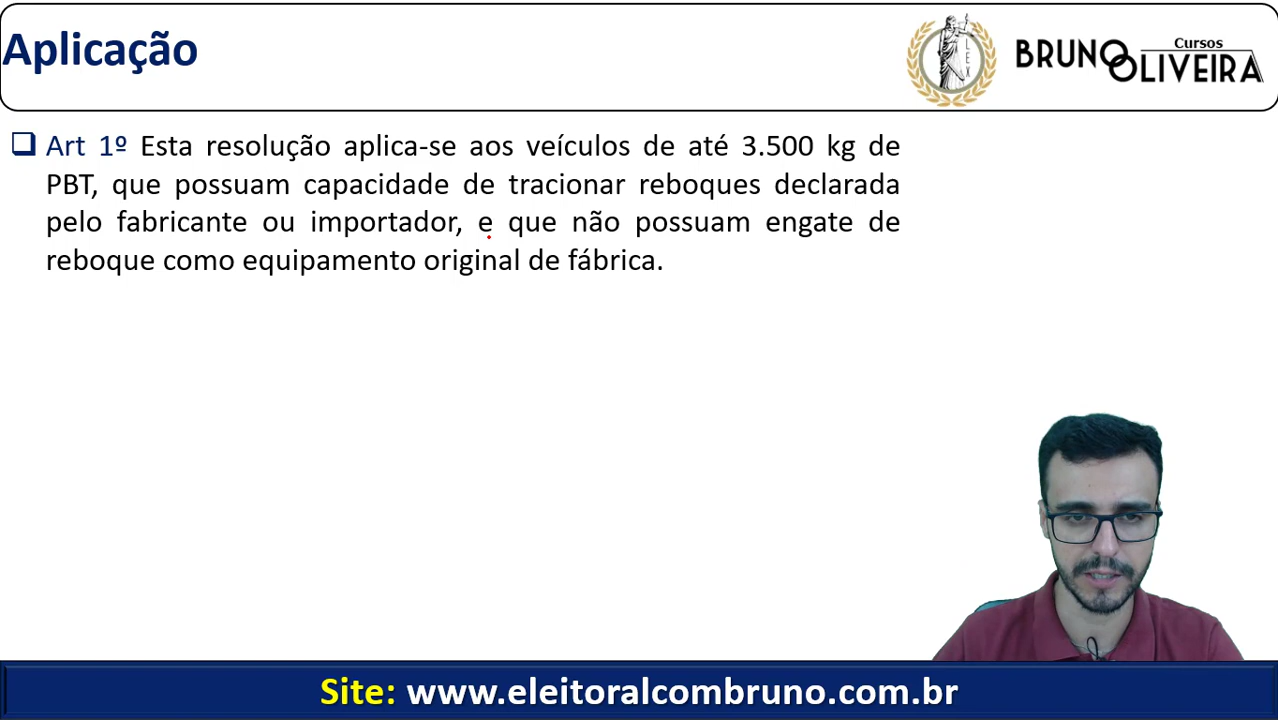 Aplicação
Cursos
BRUNO OLIVEIRA
LEX
Art 1º Esta resolução aplica-se aos veículos de até 3.500 kg de
PBT, que possuam capacidade de tracionar reboques declarada
pelo fabricante ou importador, e que não possuam engate de
reboque como equipamento original de fábrica.
Site: www.eleitoralcombruno.com.br